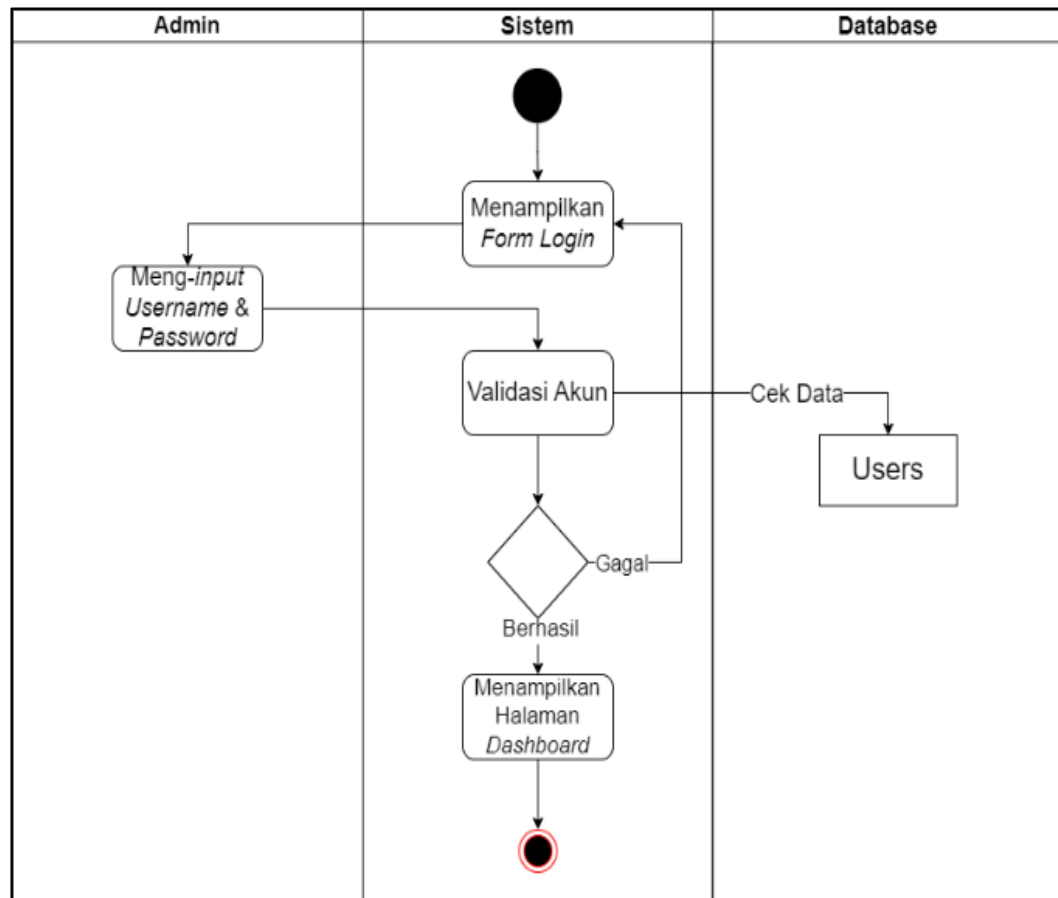 Admin
Sistem
Database
Menampilkan
Form Login
Meng-input
Username &
Password
Validasi Akun
Cek Data
Users
Gagal
Berhasil
Menampilkan
Halaman
Dashboard